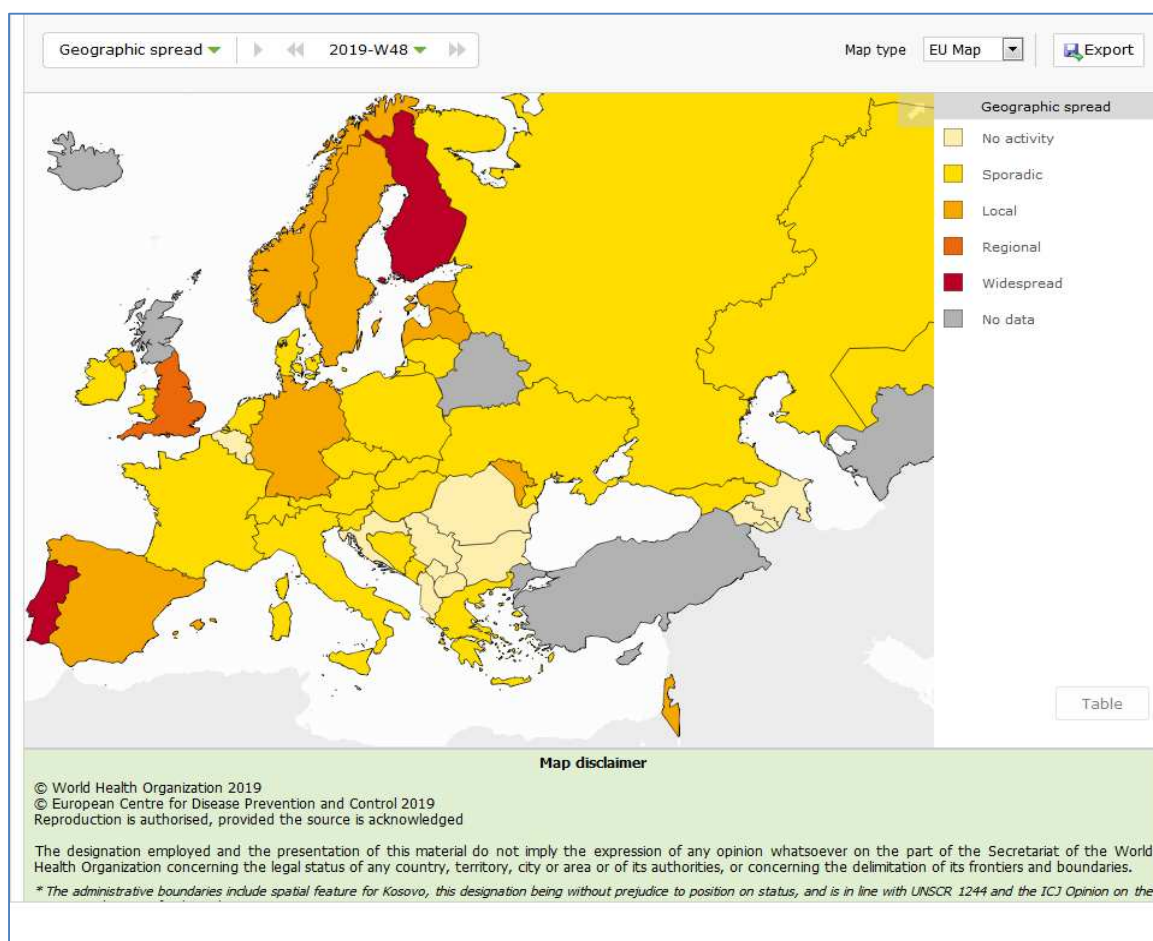 Geographic spread 2019-W48 Map type EU Map Export
Geographic spread
No activity
Sporadic
Local
Regional
Widespread
No data
Table
Map disclaimer
© World Health Organization 2019
© European Centre for Disease Prevention and Control 2019
Reproduction is authorised, provided the source is acknowledged
The designation employed and the presentation of this material do not imply the expression of any opinion whatsoever on the part of the Secretariat of the World
Health Organization concerning the legal status of any country, territory, city or area or of its authorities, or concerning the delimitation of its frontiers and boundaries.
* The administrative boundaries include spatial feature for Kosovo, this designation being without prejudice to position on status, and is in line with UNSCR 1244 and the ICJ Opinion on the